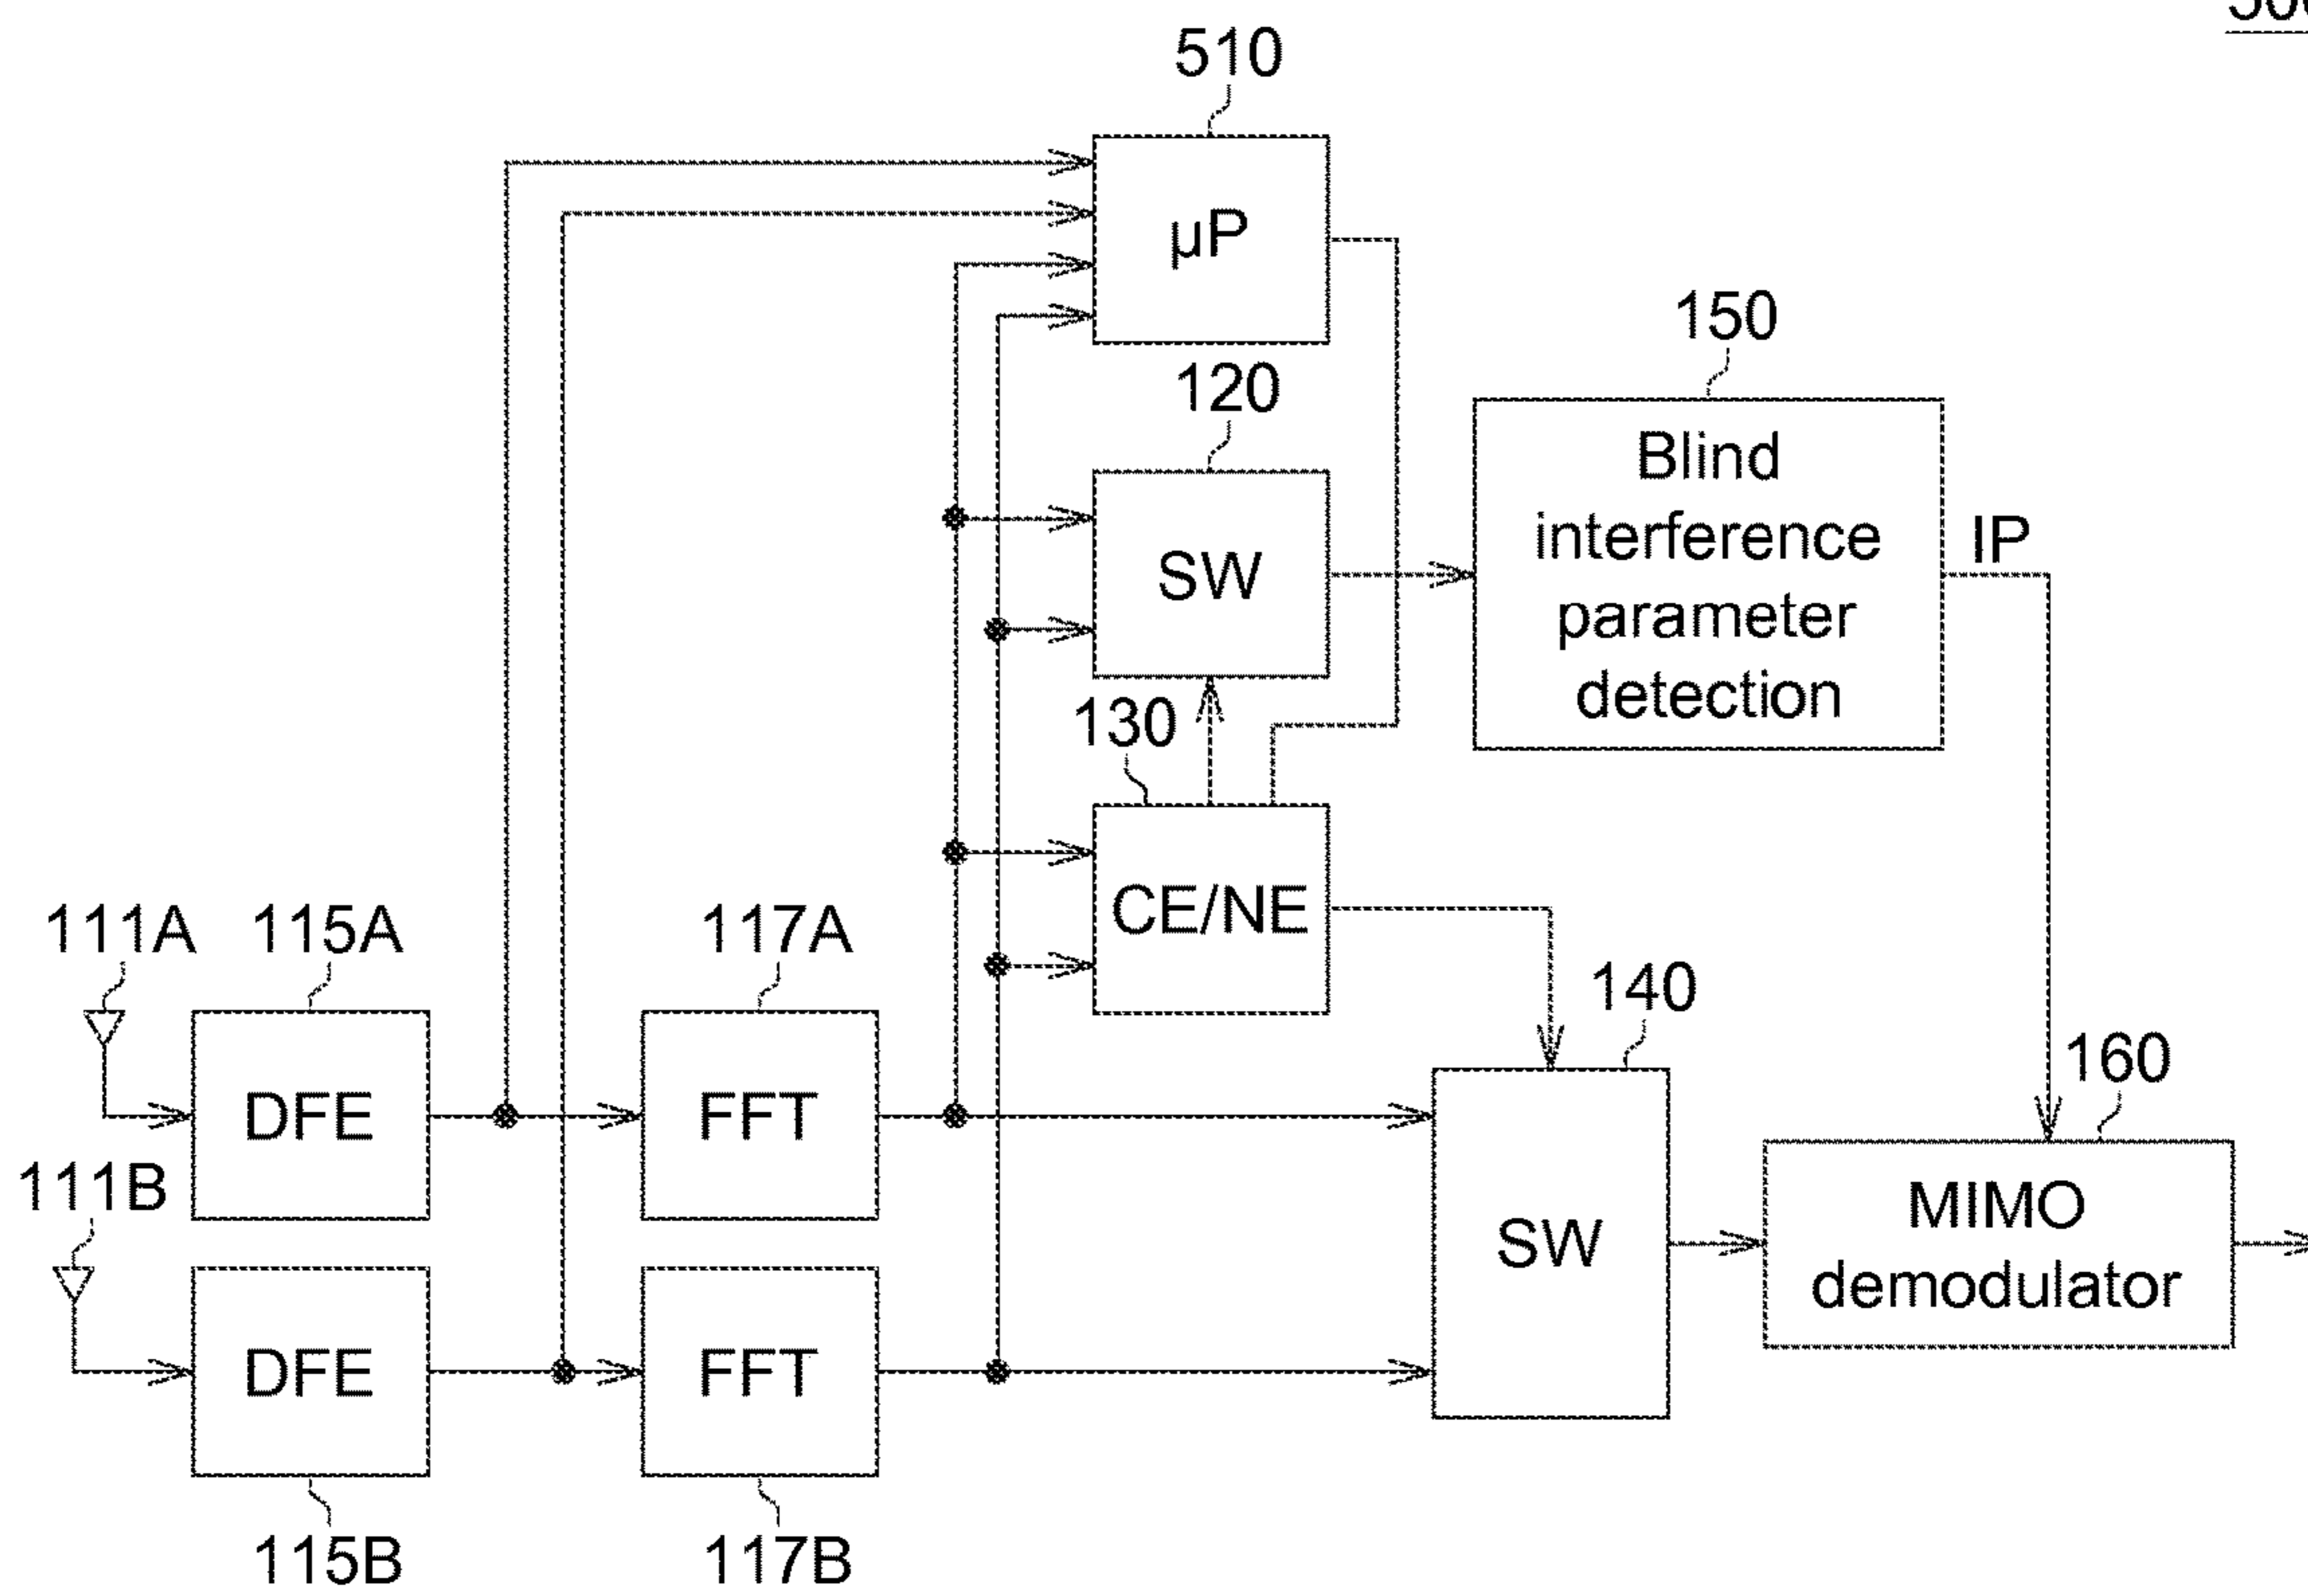 510
µP
120
150
SW
Blind
interference
parameter
detection
IP
130
CE/NE
111A
115A
117A
140
DFE
FFT
160
111B
SW
MIMO
demodulator
DFE
FFT
115B
117B